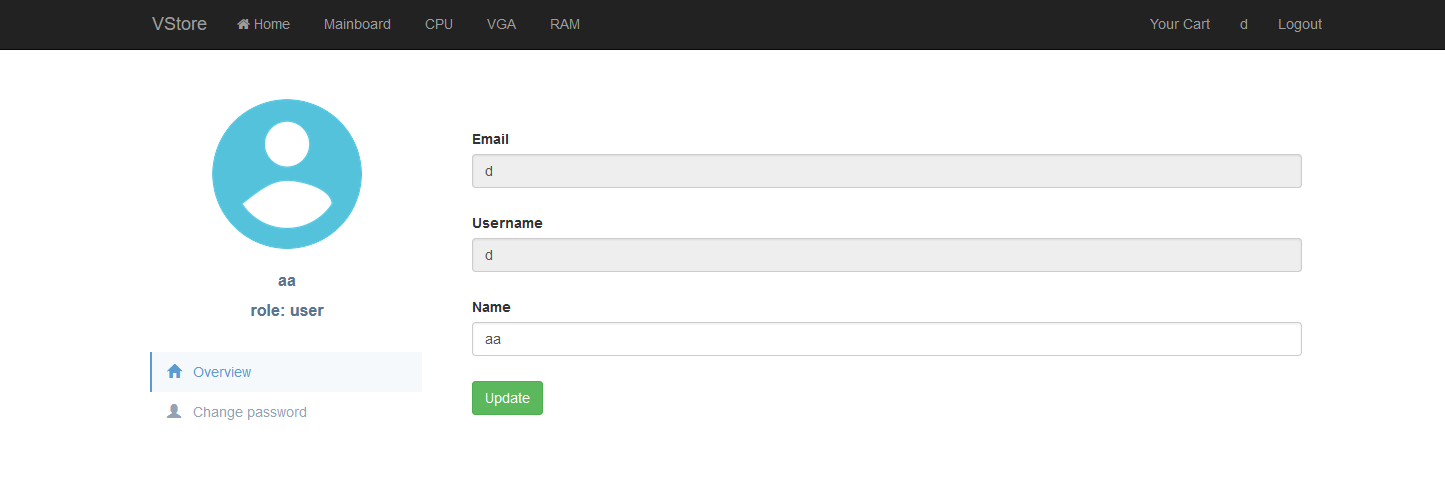 VStore Home Mainboard CPU VGA RAM Your Cart d Logout
aa
role: user
Overview
Change password
Email
d
Username
d
Name
aa
Update